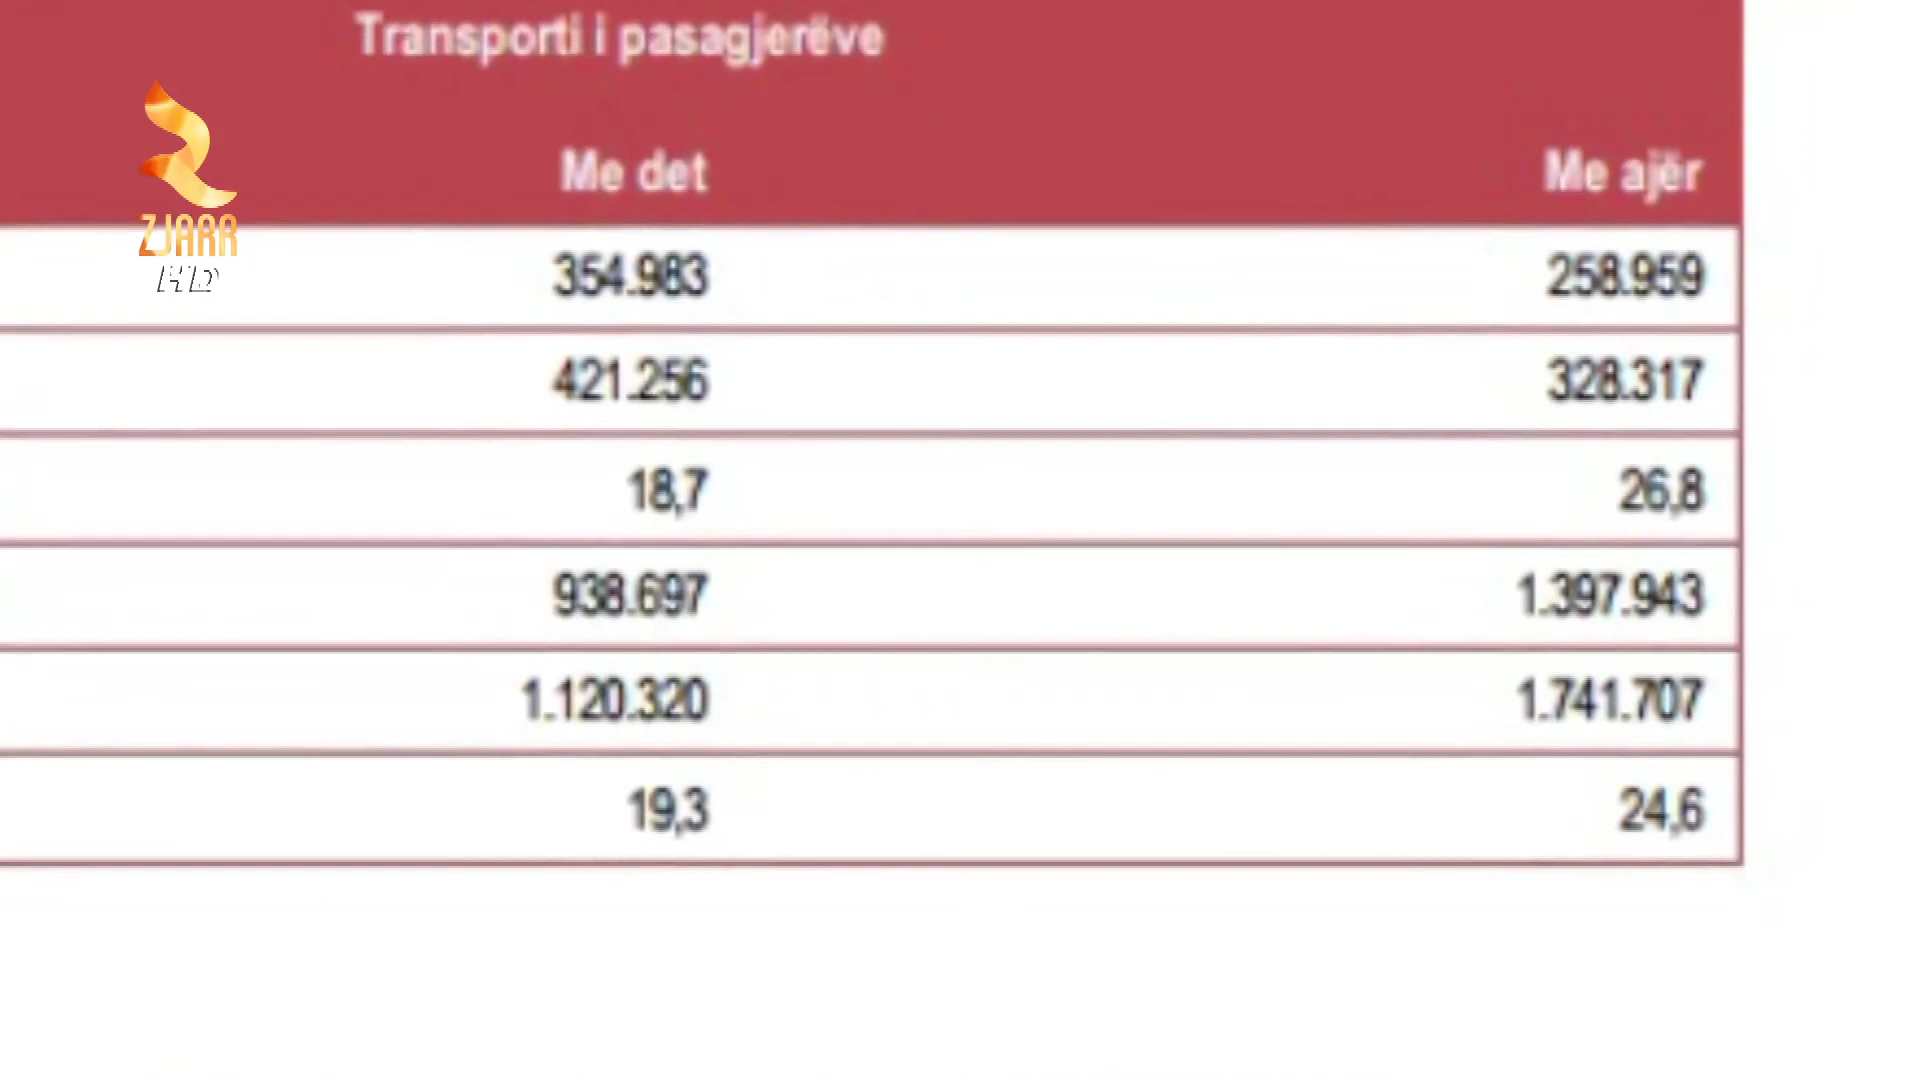 Transporti i pasagjerëve
Me det Me ajër
ZJARR
HD
354.983 258.959
421.256 328.317
18,7 26,8
938.697 1.397.943
1.120.320 1.741.707
19,3 24,6